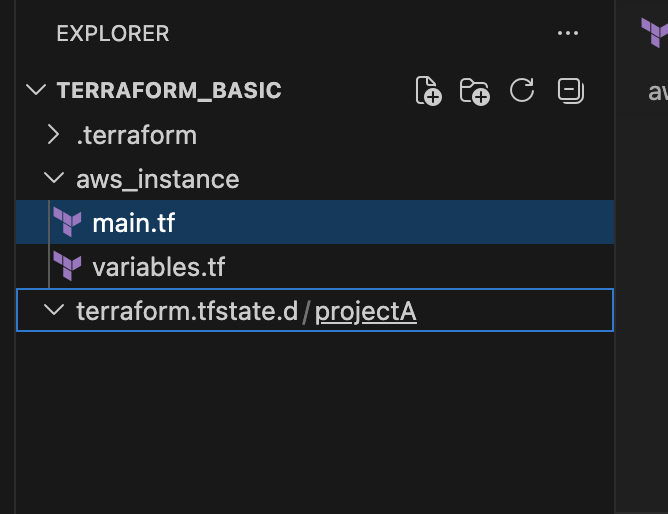 EXPLORER
TERRAFORM_BASIC
.terraform
aws_instance
main.tf
variables.tf
terraform.tfstate.d/projectA